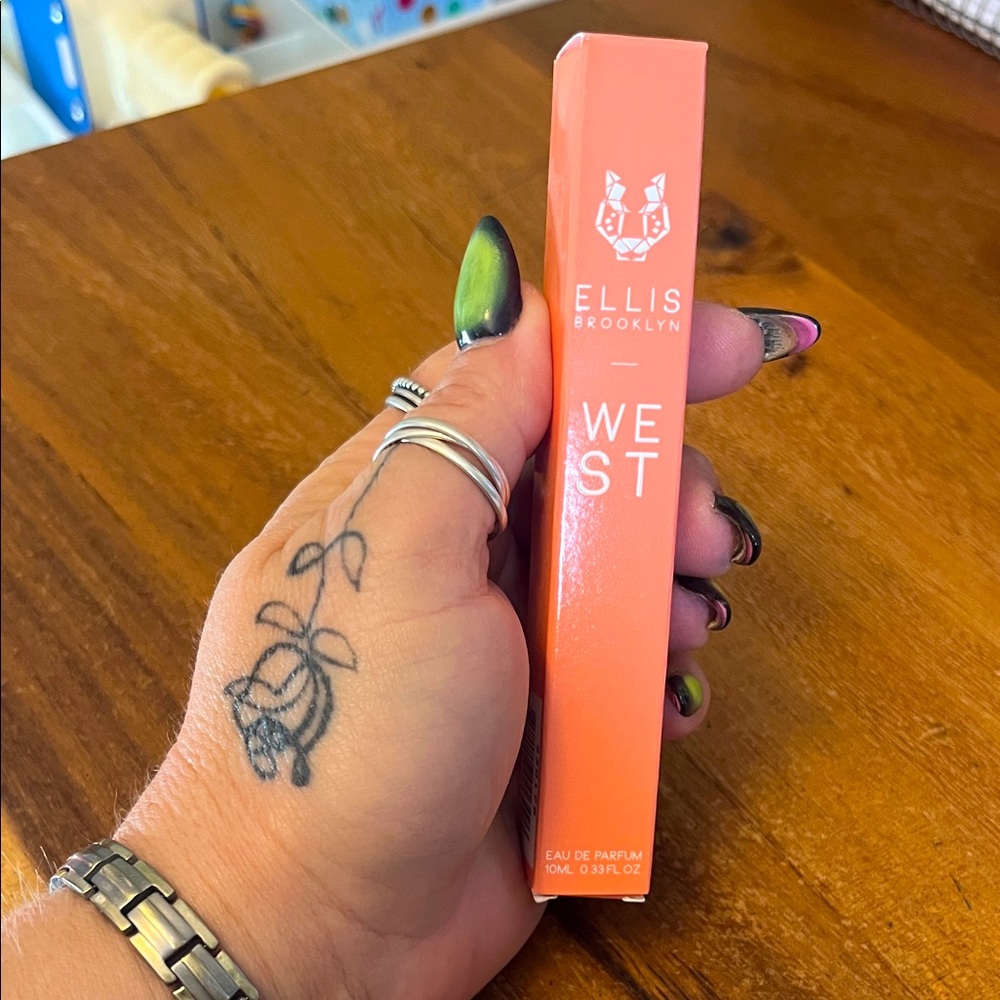 ELLIS
BROOKLYN
WE
ST
EAU DE PARFUM
10ML 0.33 FL OZ